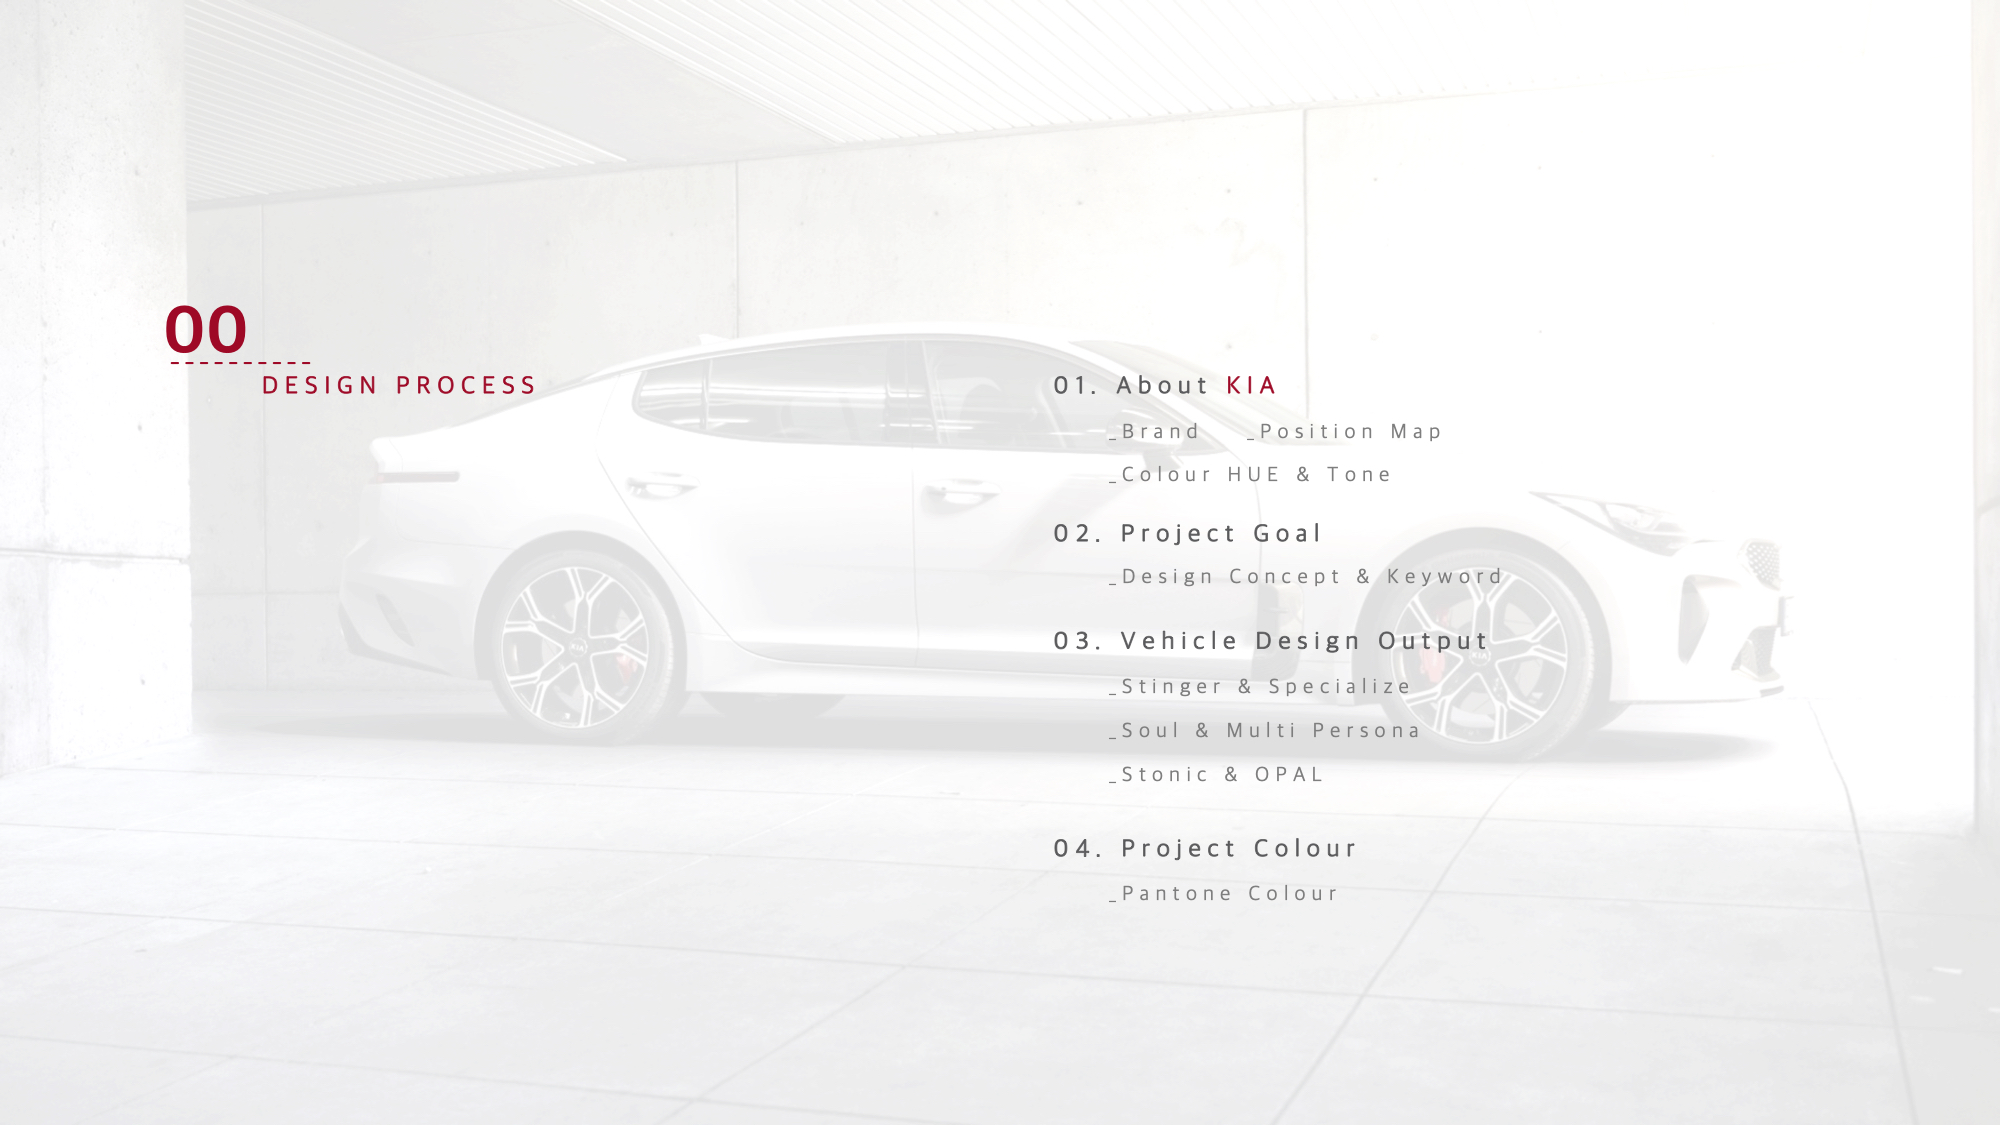 00
DESIGN PROCESS
01. About KIA
_Brand _Position Map
_Colour HUE & Tone
02. Project Goal
_Design Concept & Keyword
03. Vehicle Design Output
_Stinger & Specialize
_Soul & Multi Persona
_Stonic & OPAL
04. Project Colour
_Pantone Colour